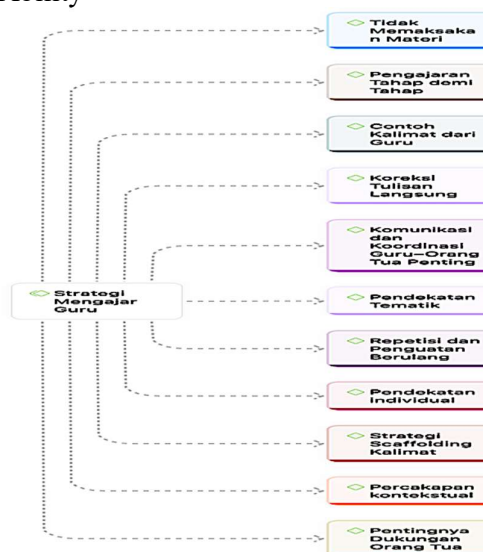 Tidak
Memaksaka
n Materi
Pengajaran
Tahap demi
Tahap
Contoh
Kalimat dari
Guru
Koreksi
Tulisan
Langsung
Komunikasi
dan
Koordinasi
Guru–Orang
Tua Penting
Strategi
Mengajar
Guru
Pendekatan
Tematik
Repetisi dan
Penguatan
Berulang
Pendekatan
Individual
Strategi
Scaffolding
Kalimat
Percakapan
kontekstual
Pentingnya
Dukungan
Orang Tua